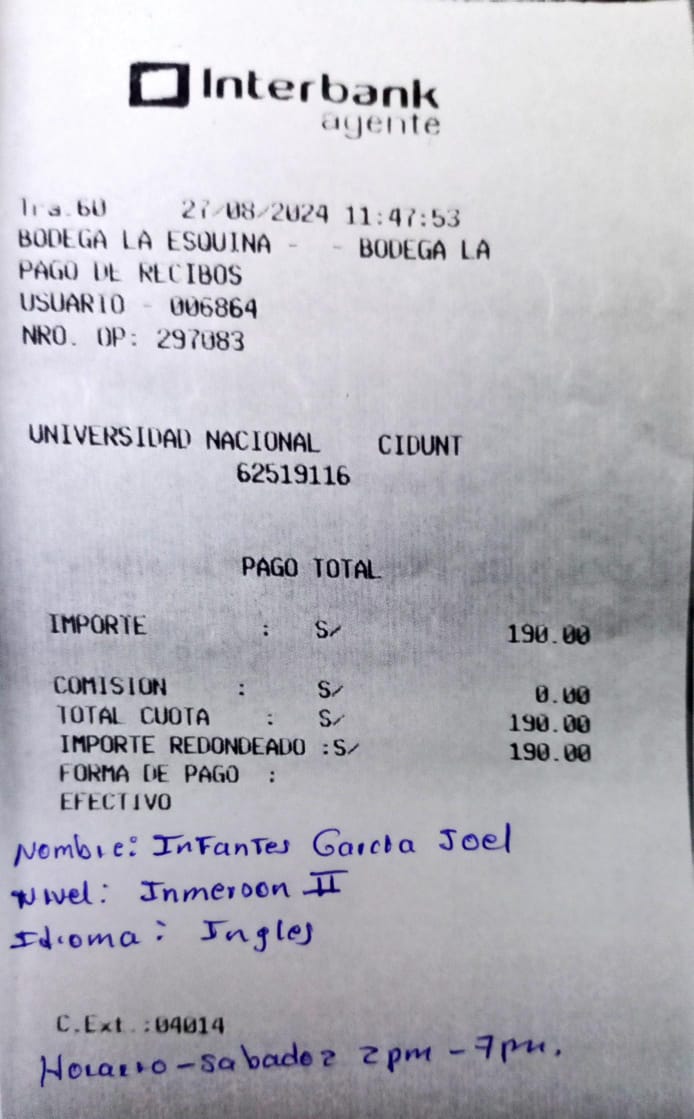 Interbank
agente
Tra.60 27/08/2024 11:47:53
BODEGA LA ESQUINA - - BODEGA LA
PAGO DE RECIBOS
USUARIO - 006864
NRO. OP: 297083
UNIVERSIDAD NACIONAL CIDUNT
62519116
PAGO TOTAL
IMPORTE : S/ 190.00
COMISION : S/ 0.00
TOTAL CUOTA : S/ 190.00
IMPORTE REDONDEADO :S/ 190.00
FORMA DE PAGO :
EFECTIVO
Nombre: Infantes García Joel
Nivel: Inmerson II
Idioma: Ingles
C.Ext.:04014
Horario - Sabados 2pm - 7pm.